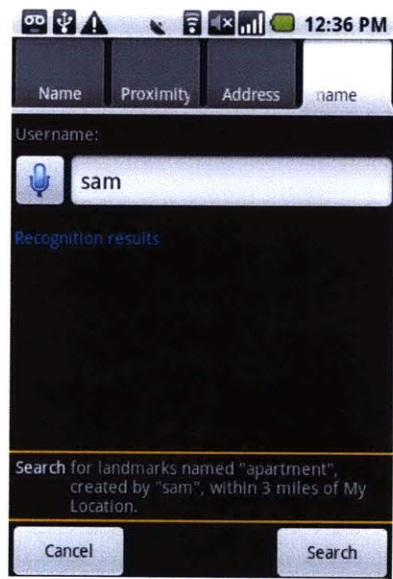 12:36 PM
Name Proximity Address name
Username:
sam
Recognition results
Search for landmarks named "apartment",
created by "sam", within 3 miles of My
Location.
Cancel Search